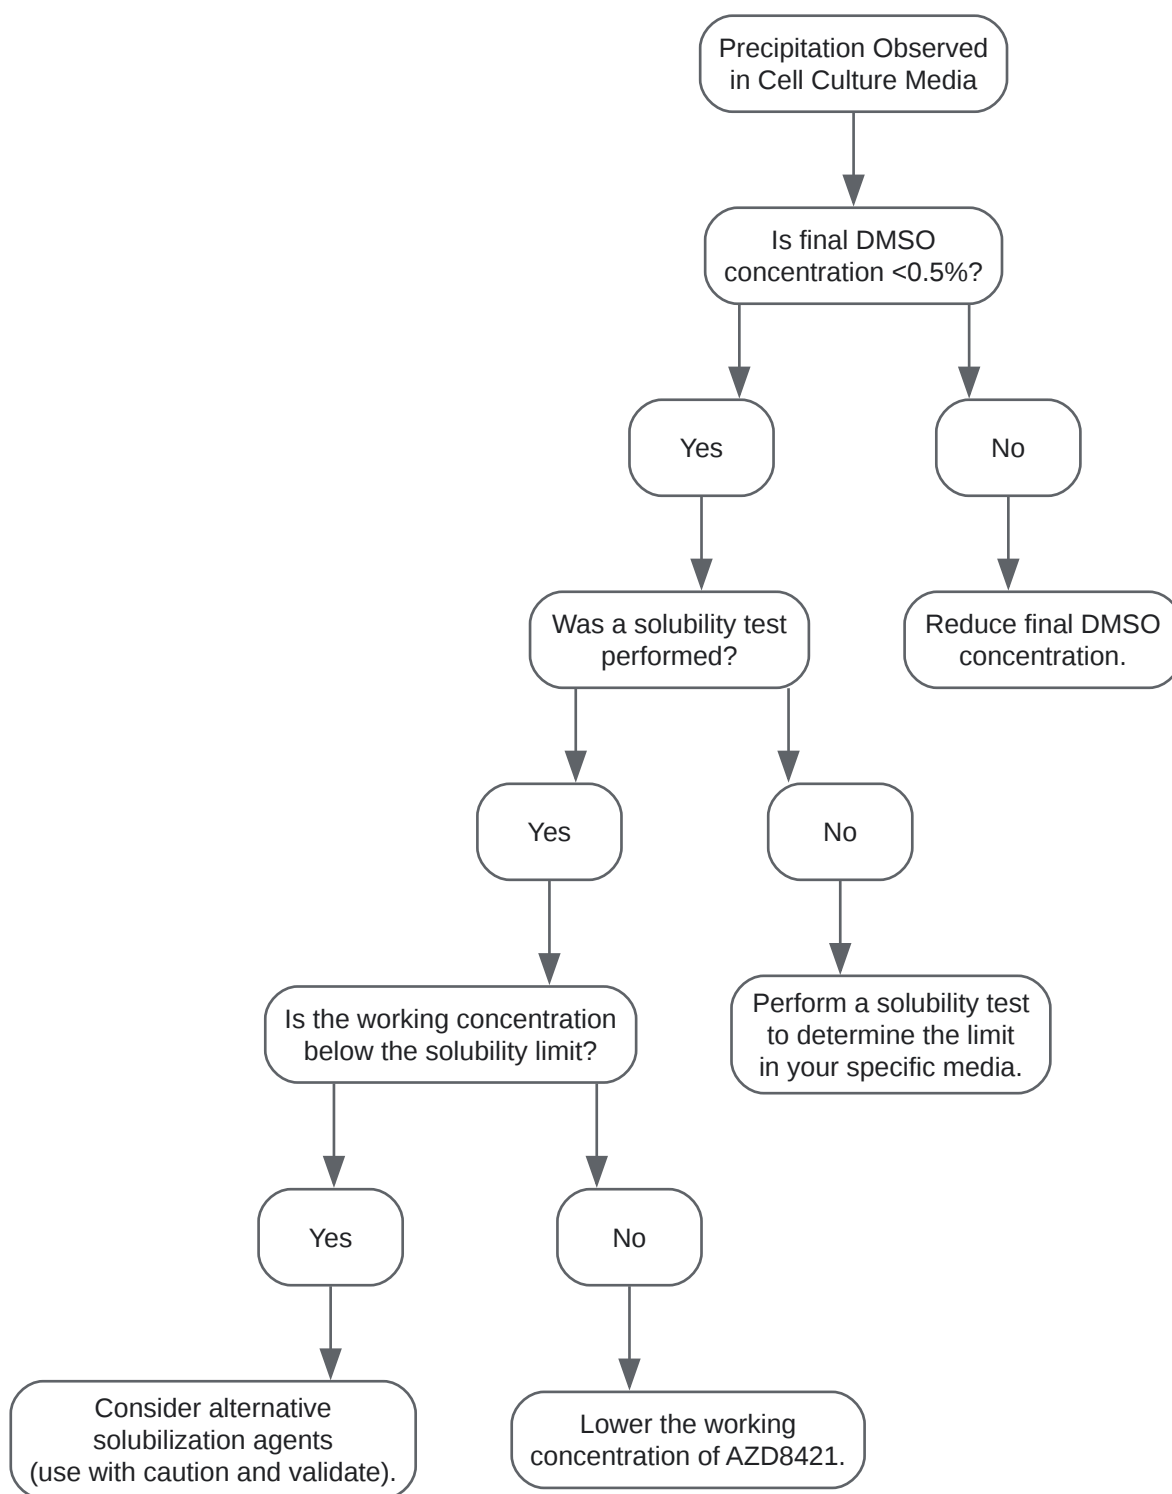 Precipitation Observed
in Cell Culture Media
Is final DMSO
concentration <0.5%?
Yes
No
Was a solubility test
performed?
Reduce final DMSO
concentration.
Yes
No
Is the working concentration
below the solubility limit?
Perform a solubility test
to determine the limit
in your specific media.
Yes
No
Consider alternative
solubilization agents
(use with caution and validate).
Lower the working
concentration of AZD8421.